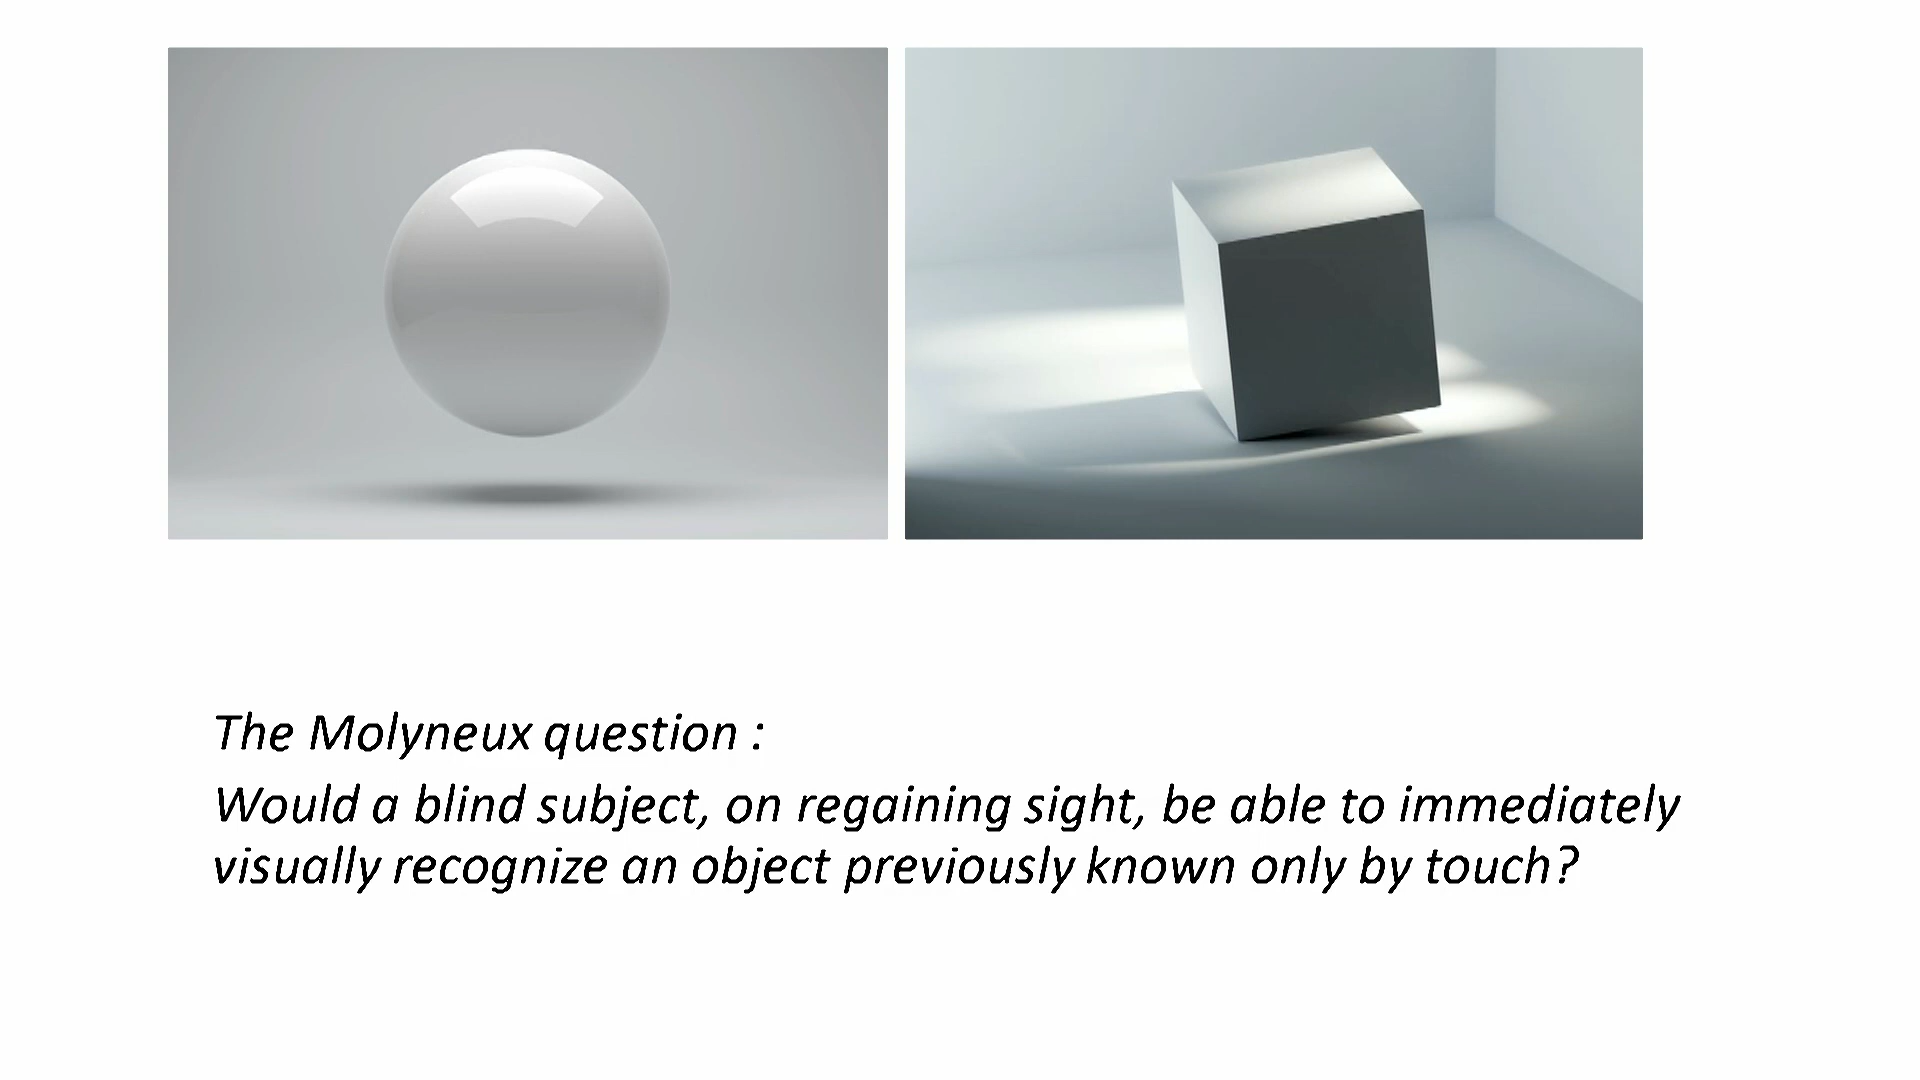 The Molyneux question :
Would a blind subject, on regaining sight, be able to immediately
visually recognize an object previously known only by touch?